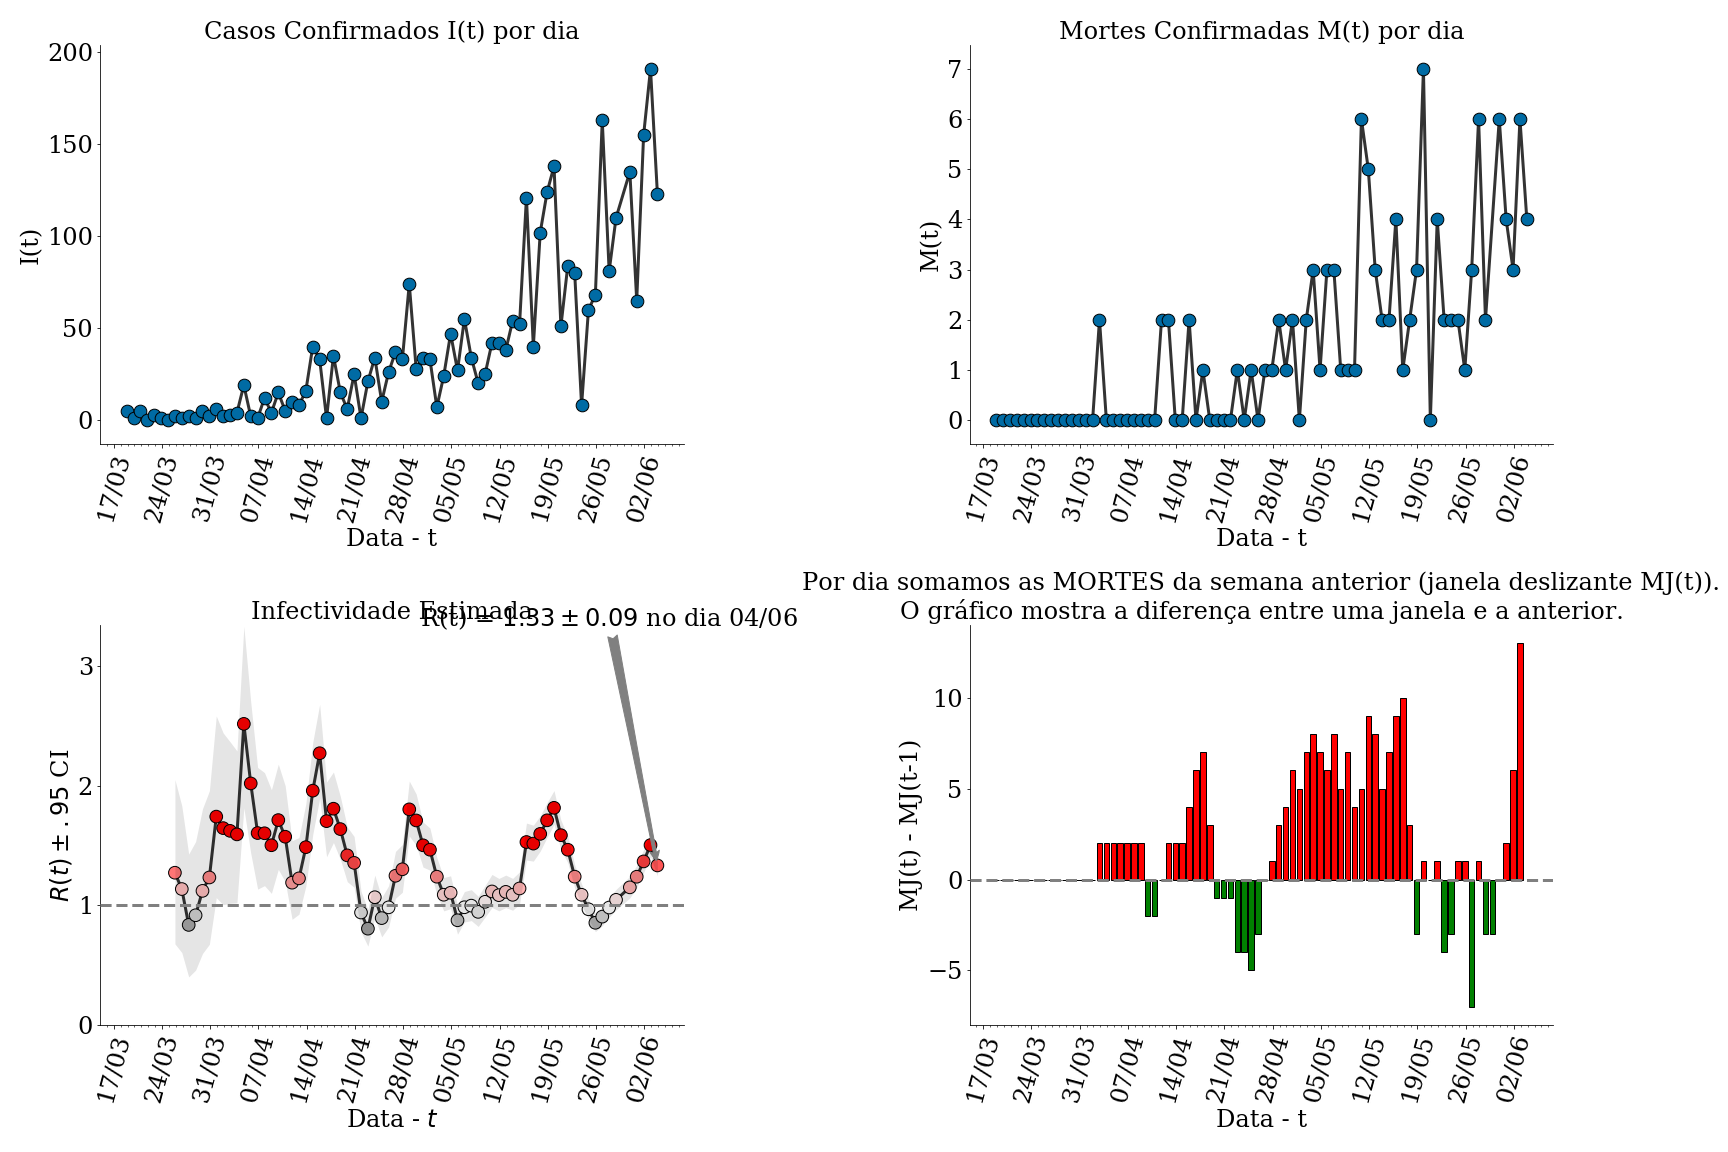 Casos Confirmados I(t) por dia
200
150
100
50
0
I(t)
17/03 24/03 31/03 07/04 14/04 21/04 28/04 05/05 12/05 19/05 26/05 02/06
Data - t
Mortes Confirmadas M(t) por dia
7
6
5
4
3
2
1
0
M(t)
17/03 24/03 31/03 07/04 14/04 21/04 28/04 05/05 12/05 19/05 26/05 02/06
Data - t
Infectividade Estimada
R(t) = 1.33 ± 0.09 no dia 04/06
3
2
1
0
R(t) ± .95 CI
17/03 24/03 31/03 07/04 14/04 21/04 28/04 05/05 12/05 19/05 26/05 02/06
Data - t
Por dia somamos as MORTES da semana anterior (janela deslizante MJ(t)).
O gráfico mostra a diferença entre uma janela e a anterior.
10
5
0
−5
MJ(t) - MJ(t-1)
17/03 24/03 31/03 07/04 14/04 21/04 28/04 05/05 12/05 19/05 26/05 02/06
Data - t